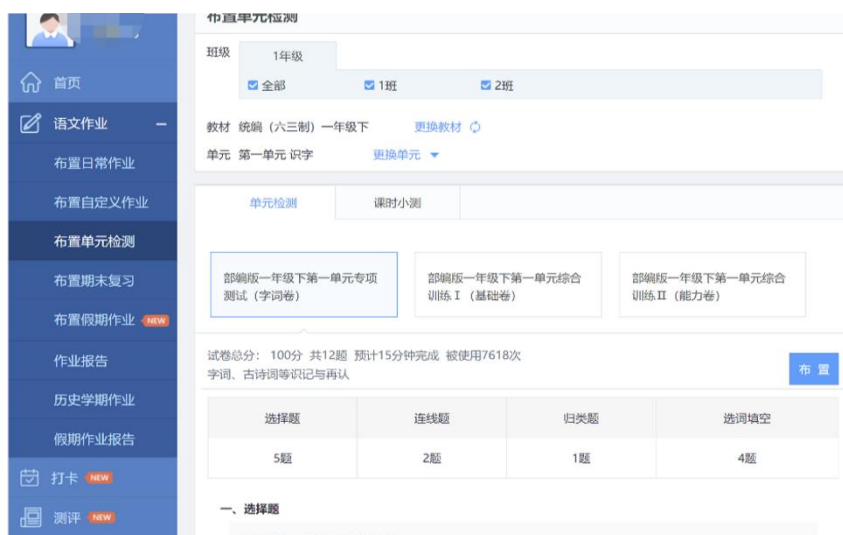 布置单元检测
班级
1年级
全部
1班
2班
教材 统编（六三制）一年级下 更换教材
单元 第一单元 识字 更换单元
首页
语文作业
布置日常作业
布置自定义作业
布置单元检测
布置期末复习
布置假期作业 NEW
作业报告
历史学期作业
假期作业报告
打卡 NEW
测评 NEW
单元检测
课时小测
部编版一年级下第一单元专项
测试（字词卷）
部编版一年级下第一单元综合
训练Ⅰ（基础卷）
部编版一年级下第一单元综合
训练Ⅱ（能力卷）
试卷总分： 100分 共12题 预计15分钟完成 被使用7618次
字词、古诗词等识记与再认
布 置
选择题 连线题 归类题 选词填空
5题 2题 1题 4题
一、选择题